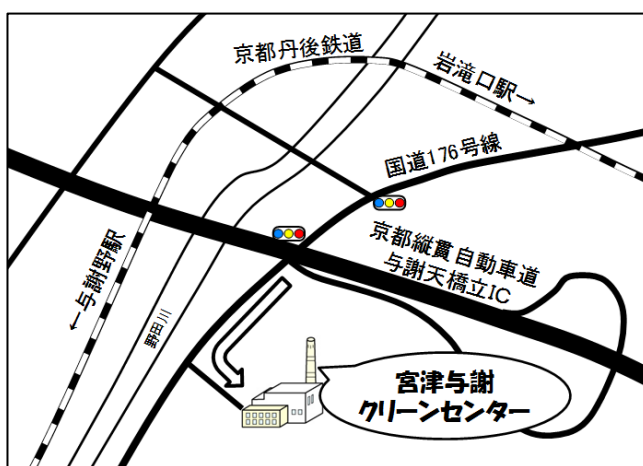 京都丹後鉄道
岩滝口駅→
国道176号線
京都縦貫自動車道
与謝天橋立IC
←与謝野駅
野田川
宮津与謝
クリーンセンター